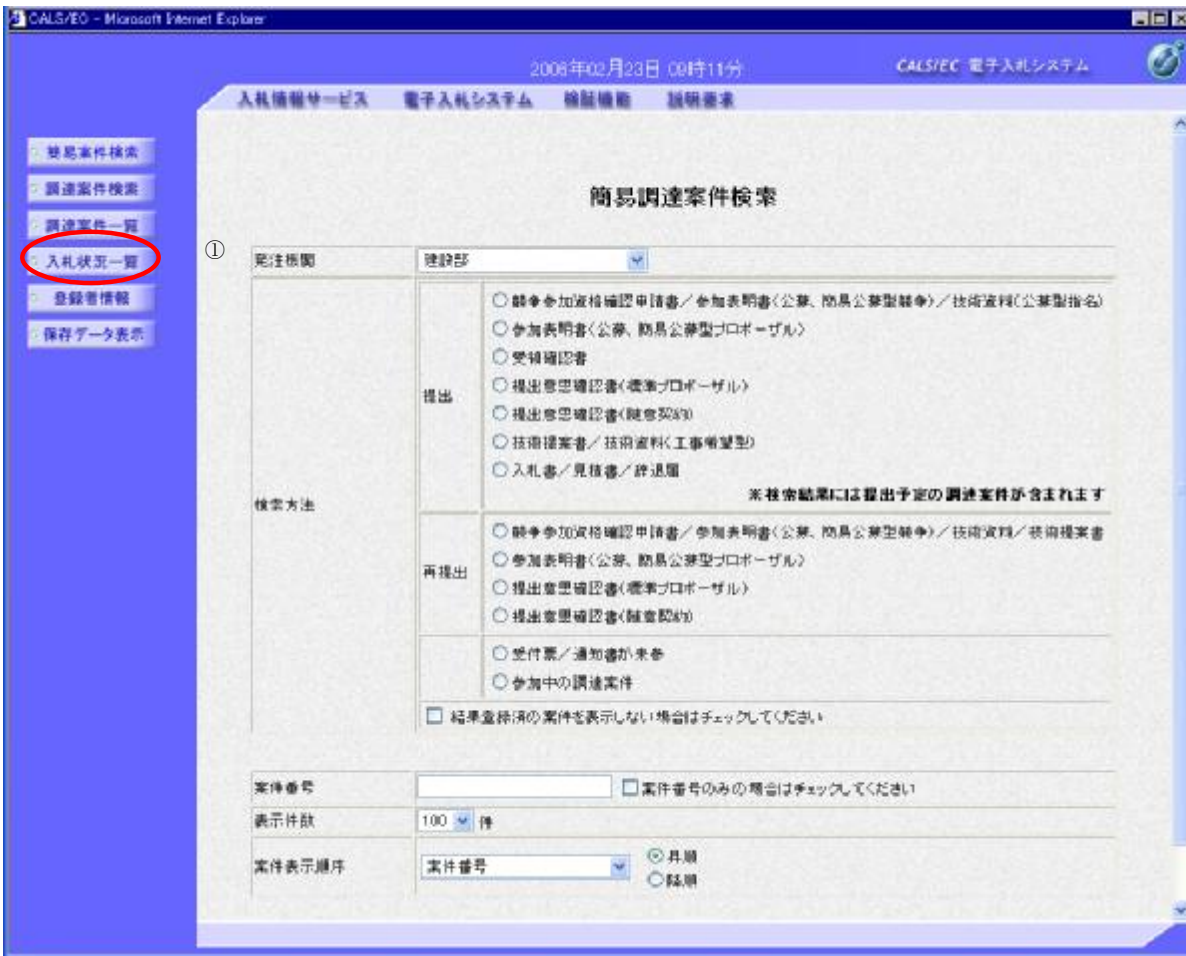 CALS/EC - Microsoft Internet Explorer
2006年02月23日 09時11分
CALS/EC 電子入札システム
入札情報サービス 電子入札システム 検証機能 説明要求
簡易案件検索
調達案件検索
調達案件一覧
入札状況一覧
登録者情報
保存データ表示
簡易調達案件検索
①
発注機関 建設部
検索方法
提出
競争参加資格確認申請書/参加表明書(公募、簡易公募型競争)/技術資料(公募型指名)
参加表明書(公募、簡易公募型プロポーザル)
受領確認書
提出意思確認書(標準プロポーザル)
提出意思確認書(随意契約)
技術提案書/技術資料(工事希望型)
入札書/見積書/辞退届
※検索結果には提出予定の調達案件が含まれます
再提出
競争参加資格確認申請書/参加表明書(公募、簡易公募型競争)/技術資料/技術提案書
参加表明書(公募、簡易公募型プロポーザル)
提出意思確認書(標準プロポーザル)
提出意思確認書(随意契約)
受付票/通知書が未参
参加中の調達案件
結果登録済の案件を表示しない場合はチェックしてください
案件番号 案件番号のみの場合はチェックしてください
表示件数 100 件
案件表示順序 案件番号
昇順
降順